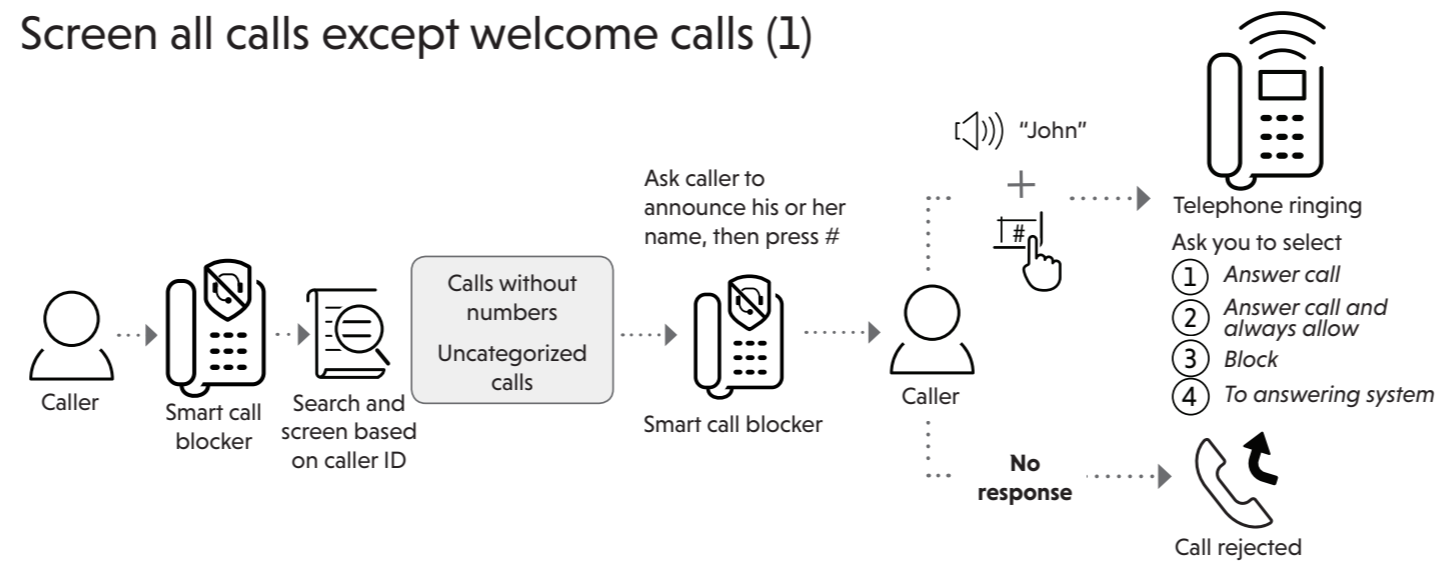 Screen all calls except welcome calls (1)
Caller
Smart call
blocker
Search and
screen based
on caller ID
Calls without
numbers
Uncategorized
calls
Ask caller to
announce his or her
name, then press #
Smart call blocker
Caller
“John”
+
#
Telephone ringing
Ask you to select
1 Answer call
2 Answer call and
always allow
3 Block
4 To answering system
No
response
Call rejected